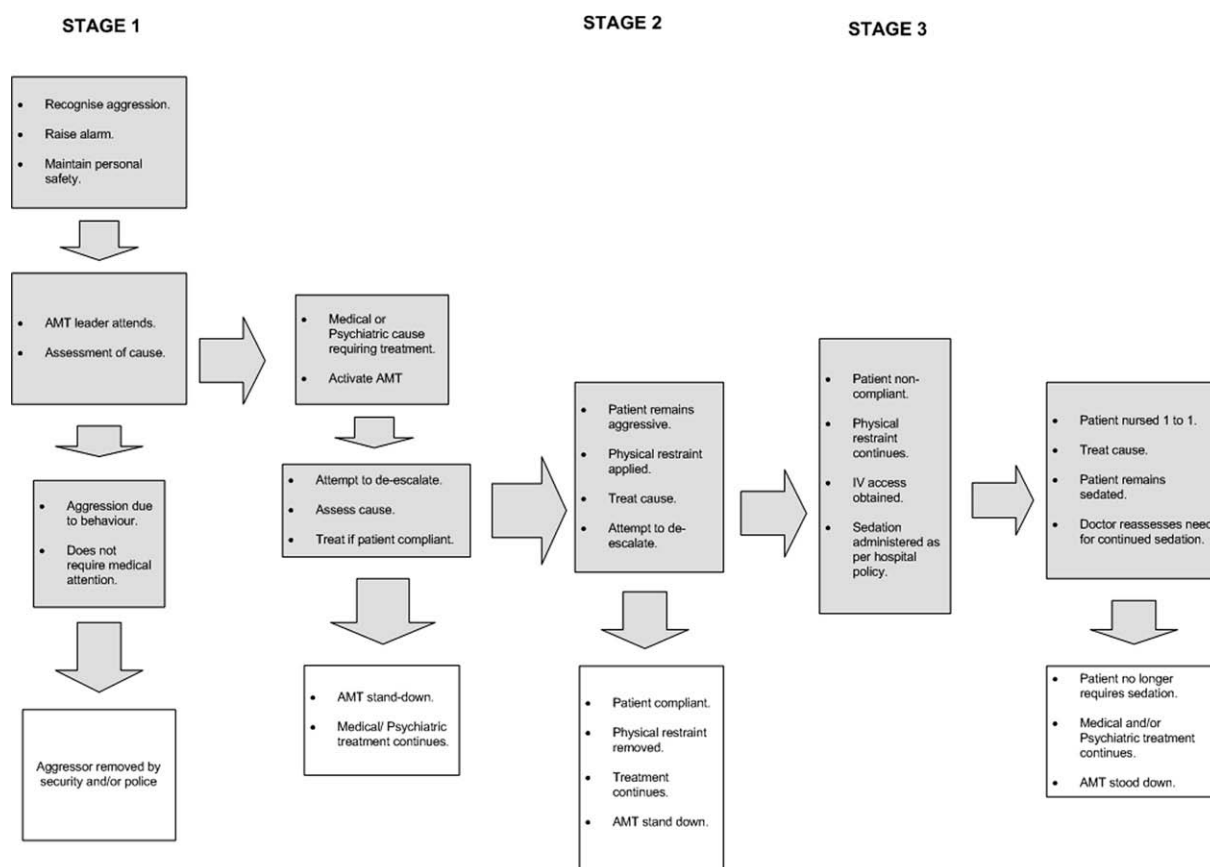 STAGE 1
STAGE 2
STAGE 3
• Recognise aggression.
• Raise alarm.
• Maintain personal
safety.
• AMT leader attends.
• Assessment of cause.
• Aggression due
to behaviour.
• Does not
require medical
attention.
Aggressor removed by
security and/or police
• Medical or
Psychiatric cause
requiring treatment.
• Activate AMT
• Attempt to de-escalate.
• Assess cause.
• Treat if patient compliant.
• AMT stand-down.
• Medical/ Psychiatric
treatment continues.
• Patient remains
aggressive.
• Physical restraint
applied.
• Treat cause.
• Attempt to de-
escalate.
• Patient compliant.
• Physical restraint
removed.
• Treatment
continues.
• AMT stand down.
• Patient non-
compliant.
• Physical
restraint
continues.
• IV access
obtained.
• Sedation
administered as
per hospital
policy.
• Patient nursed 1 to 1.
• Treat cause.
• Patient remains
sedated.
• Doctor reassesses need
for continued sedation.
• Patient no longer
requires sedation.
• Medical and/or
Psychiatric treatment
continues.
• AMT stood down.